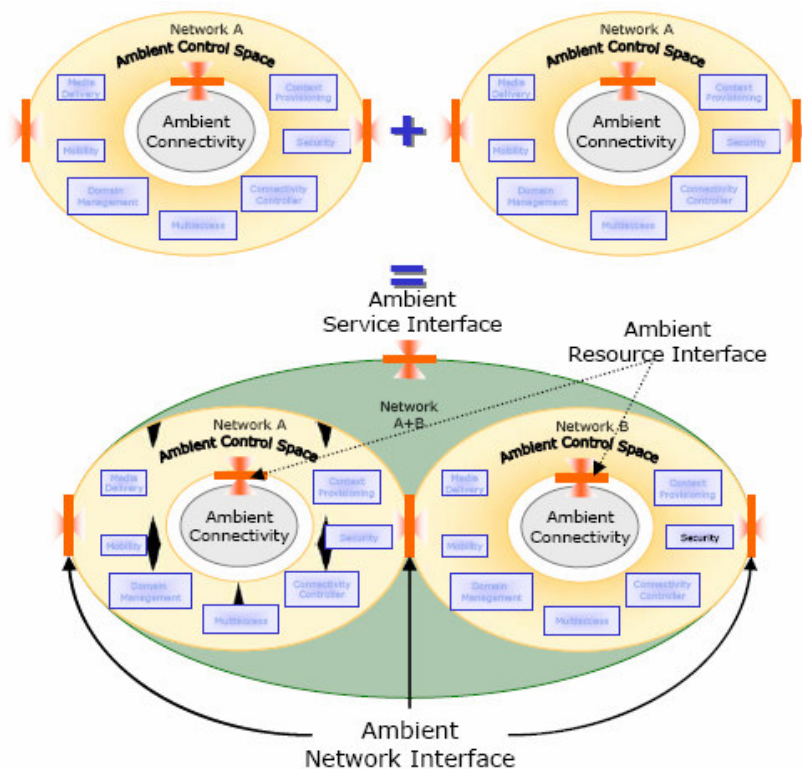 Network A
Ambient Control Space
Media
Delivery
Context
Provisioning
Ambient
Connectivity
Mobility
Security
Domain
Management
Connectivity
Controller
Multiaccess
+
Network A
Ambient Control Space
Media
Delivery
Context
Provisioning
Ambient
Connectivity
Mobility
Security
Domain
Management
Connectivity
Controller
Multiaccess
=
Ambient
Service Interface
Ambient
Resource Interface
Network
A+B
Network A
Ambient Control Space
Media
Delivery
Context
Provisioning
Ambient
Connectivity
Mobility
Security
Domain
Management
Connectivity
Controller
Multiaccess
Network B
Ambient Control Space
Media
Delivery
Context
Provisioning
Ambient
Connectivity
Mobility
Security
Domain
Management
Connectivity
Controller
Multiaccess
Ambient
Network Interface